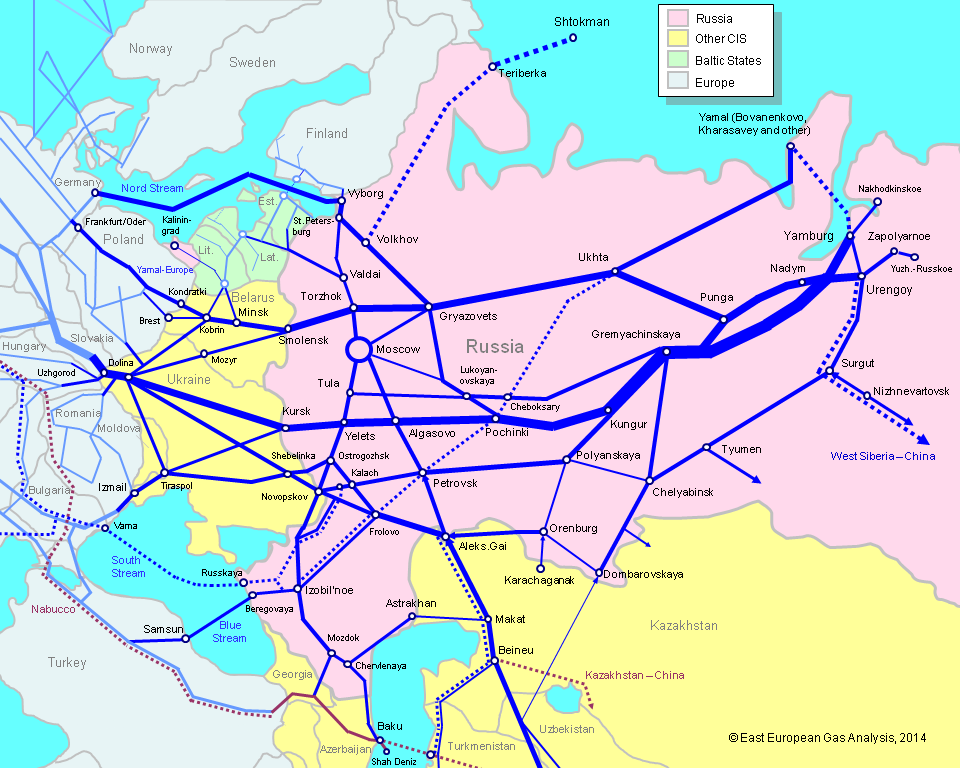 Shtokman
Russia
Other CIS
Baltic States
Europe
Norway
Sweden
Teriberka
Yamal (Bovanenkovo,
Kharasavey and other)
Finland
Germany
Nord Stream
Vyborg
Nakhodkinskoe
Est.
Frankfurt/Oder
Kalinin-
grad
St.Peters-
burg
Volkhov
Yamburg
Zapolyarnoe
Poland
Lit.
Lat.
Ukhta
Yamal-Europe
Valdai
Nadym
Yuzh.-Russkoe
Kondratki
Belarus
Torzhok
Punga
Urengoy
Minsk
Brest
Kobrin
Gryazovets
Gremyachinskaya
Slovakia
Smolensk
Hungary
Moscow
Russia
Mozyr
Dolina
Surgut
Uzhgorod
Ukraine
Lukoyan-
ovskaya
Tula
Nizhnevartovsk
Romania
Kursk
Cheboksary
Moldova
Yelets
Algasovo
Pochinki
Kungur
Shebelinka
Ostrogozhsk
Polyanskaya
Tyumen
West Siberia – China
Kalach
Bulgaria
Izmail
Tiraspol
Novopskov
Petrovsk
Chelyabinsk
Varna
Frolovo
Orenburg
Aleks.Gai
South
Stream
Russkaya
Karachaganak
Dombarovskaya
Izobil'noe
Nabucco
Beregovaya
Astrakhan
Samsun
Blue
Stream
Makat
Kazakhstan
Mozdok
Beineu
Turkey
Chervlenaya
Georgia
Kazakhstan – China
Baku
Uzbekistan
Azerbaijan
Shah Deniz
Turkmenistan
©East European Gas Analysis, 2014